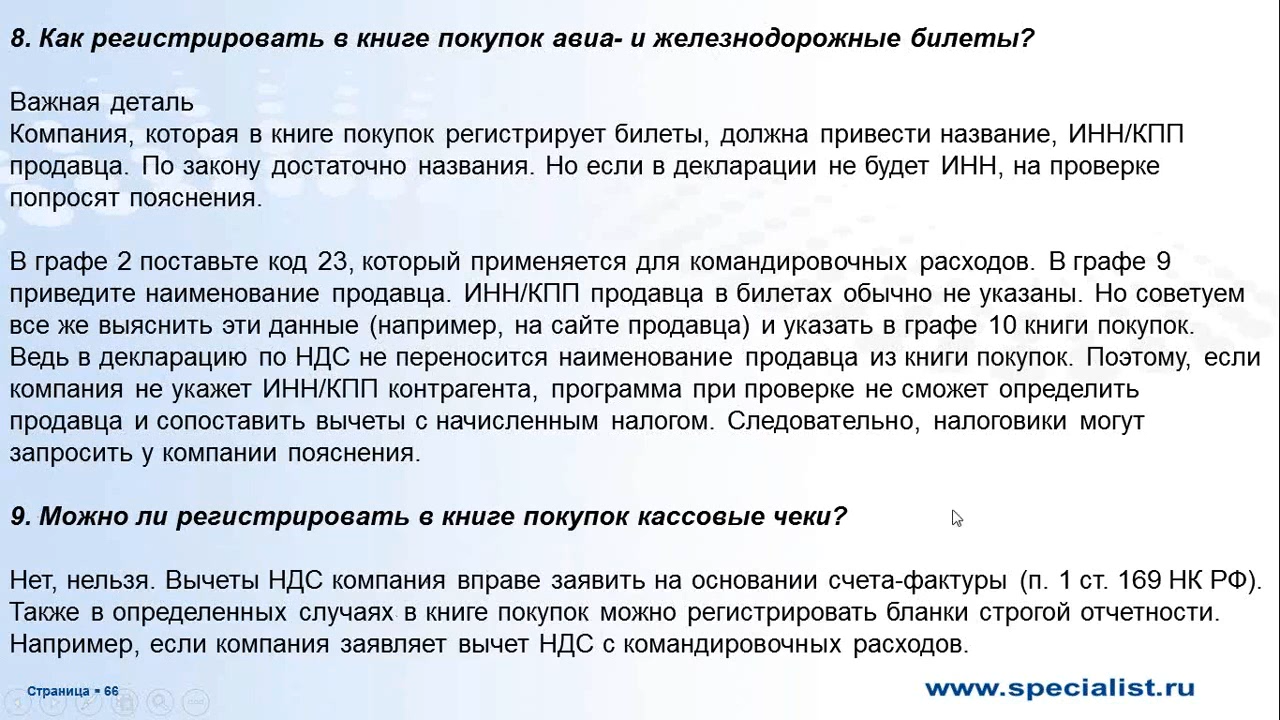 8. Как регистрировать в книге покупок авиа- и железнодорожные билеты?
Важная деталь
Компания, которая в книге покупок регистрирует билеты, должна привести название, ИНН/КПП
продавца. По закону достаточно названия. Но если в декларации не будет ИНН, на проверке
попросят пояснения.
В графе 2 поставьте код 23, который применяется для командировочных расходов. В графе 9
приведите наименование продавца. ИНН/КПП продавца в билетах обычно не указаны. Но советуем
все же выяснить эти данные (например, на сайте продавца) и указать в графе 10 книги покупок.
Ведь в декларацию по НДС не переносится наименование продавца из книги покупок. Поэтому, если
компания не укажет ИНН/КПП контрагента, программа при проверке не сможет определить
продавца и сопоставить вычеты с начисленным налогом. Следовательно, налоговики могут
запросить у компании пояснения.
9. Можно ли регистрировать в книге покупок кассовые чеки?
Нет, нельзя. Вычеты НДС компания вправе заявить на основании счета-фактуры (п. 1 ст. 169 НК РФ).
Также в определенных случаях в книге покупок можно регистрировать бланки строгой отчетности.
Например, если компания заявляет вычет НДС с командировочных расходов.
Страница ▪ 66
www.specialist.ru